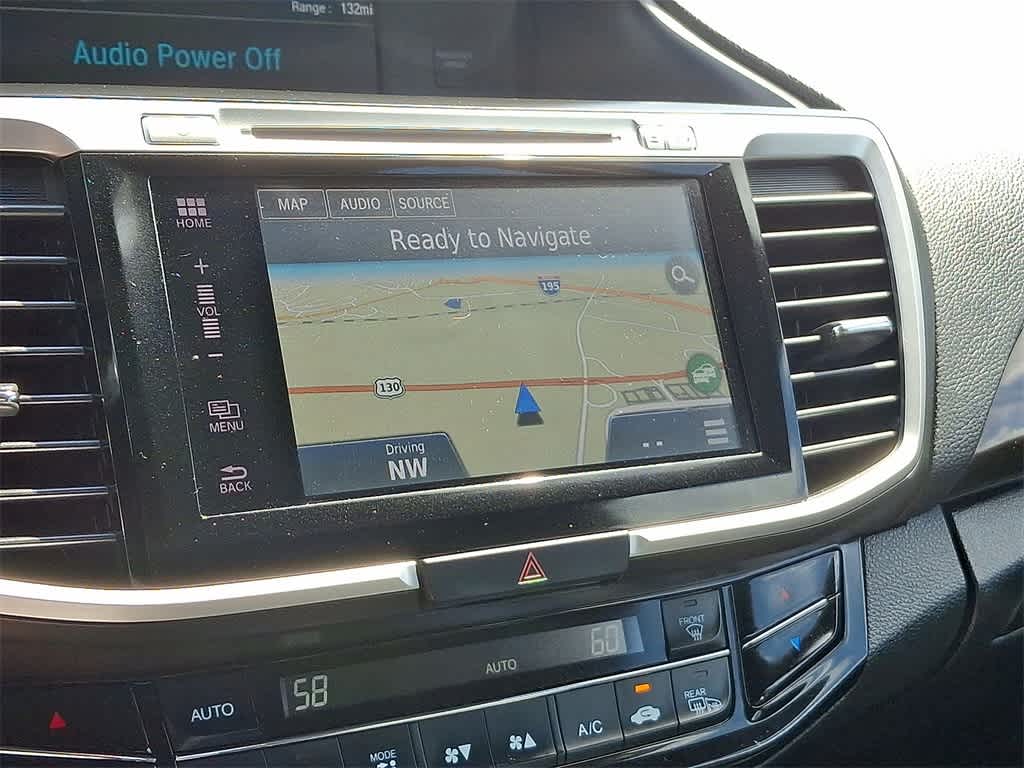 Range: 132mi
Audio Power Off
MAP AUDIO SOURCE
HOME
Ready to Navigate
+
VOL
-
195
130
MENU
Driving
NW
BACK
58 AUTO 60
FRONT
AUTO
MODE
A/C
REAR